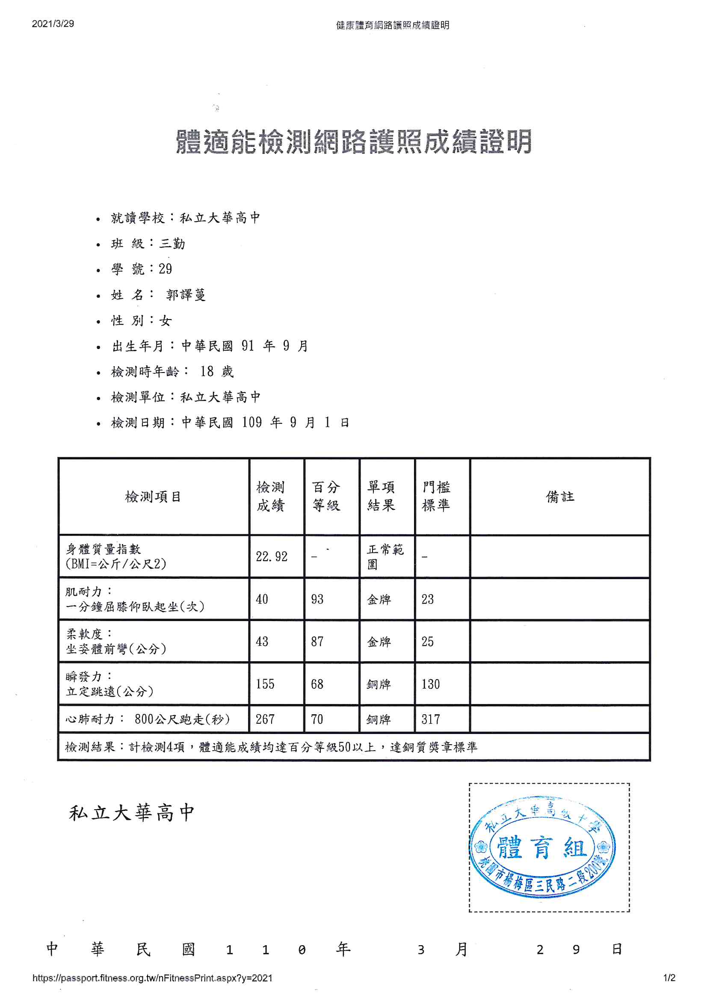 2021/3/29
健康體育網路護照成績證明
體適能檢測網路護照成績證明
• 就讀學校：私立大華高中
• 班 級：三勤
• 學 號：29
• 姓 名： 郭譯蔓
• 性 別：女
• 出生年月：中華民國 91 年 9 月
• 檢測時年齡： 18 歲
• 檢測單位：私立大華高中
• 檢測日期：中華民國 109 年 9 月 1 日
檢測項目 檢測成績 百分等級 單項結果 門檻標準 備註
身體質量指數
(BMI=公斤/公尺2) 22.92 － 正常範圍 －
肌耐力：
一分鐘屈膝仰臥起坐(次) 40 93 金牌 23
柔軟度：
坐姿體前彎(公分) 43 87 金牌 25
瞬發力：
立定跳遠(公分) 155 68 銅牌 130
心肺耐力： 800公尺跑走(秒) 267 70 銅牌 317
檢測結果：計檢測4項，體適能成績均達百分等級50以上，達銅質獎章標準
私立大華高中
私立大華高級中學
體育組
桃園市楊梅區三民路二段200號
中華民國110年 3月 29日
https://passport.fitness.org.tw/nFitnessPrint.aspx?y=2021
1/2